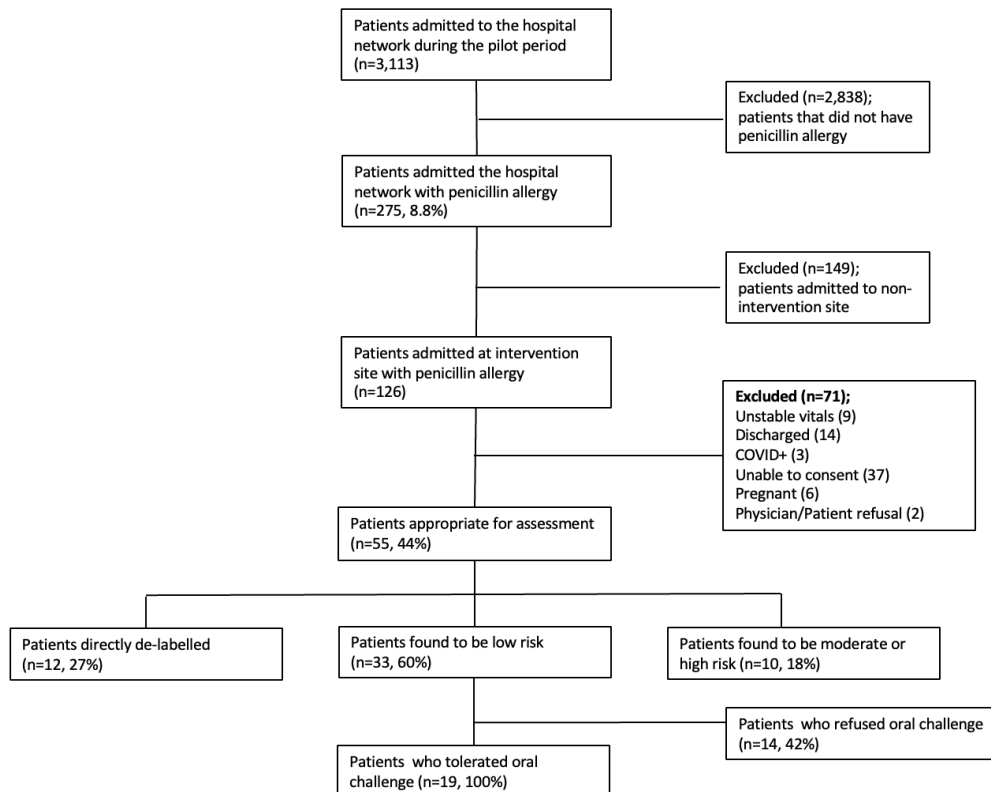 Patients admitted to the hospital
network during the pilot period
(n=3,113)
Excluded (n=2,838);
patients that did not have
penicillin allergy
Patients admitted the hospital
network with penicillin allergy
(n=275, 8.8%)
Excluded (n=149);
patients admitted to non-
intervention site
Patients admitted at intervention
site with penicillin allergy
(n=126)
Excluded (n=71);
Unstable vitals (9)
Discharged (14)
COVID+ (3)
Unable to consent (37)
Pregnant (6)
Physician/Patient refusal (2)
Patients appropriate for assessment
(n=55, 44%)
Patients directly de-labelled
(n=12, 27%)
Patients found to be low risk
(n=33, 60%)
Patients found to be moderate or
high risk (n=10, 18%)
Patients who refused oral challenge
(n=14, 42%)
Patients who tolerated oral
challenge (n=19, 100%)